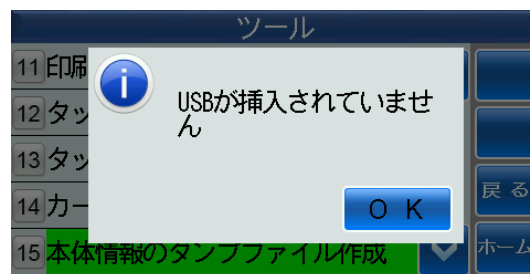 ツール
11 印刷
12 タッ
13 タッ
14 カー
15 本体情報のダンプファイル作成
USBが挿入されていませ
ん
OK
戻る
ホーム